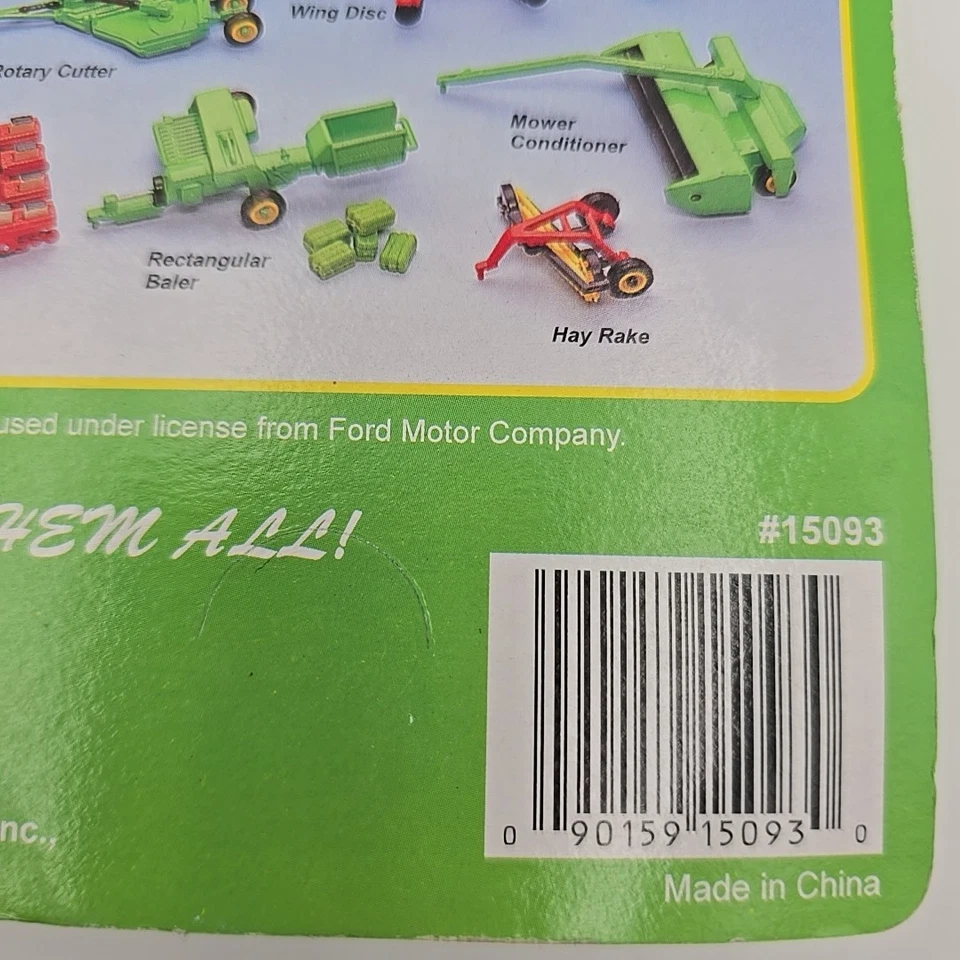 Wing Disc
Rotary Cutter
Mower
Conditioner
Rectangular
Baler
Hay Rake
used under license from Ford Motor Company.
HEM ALL!
#15093
0 90159 15093 0
nc.,
Made in China